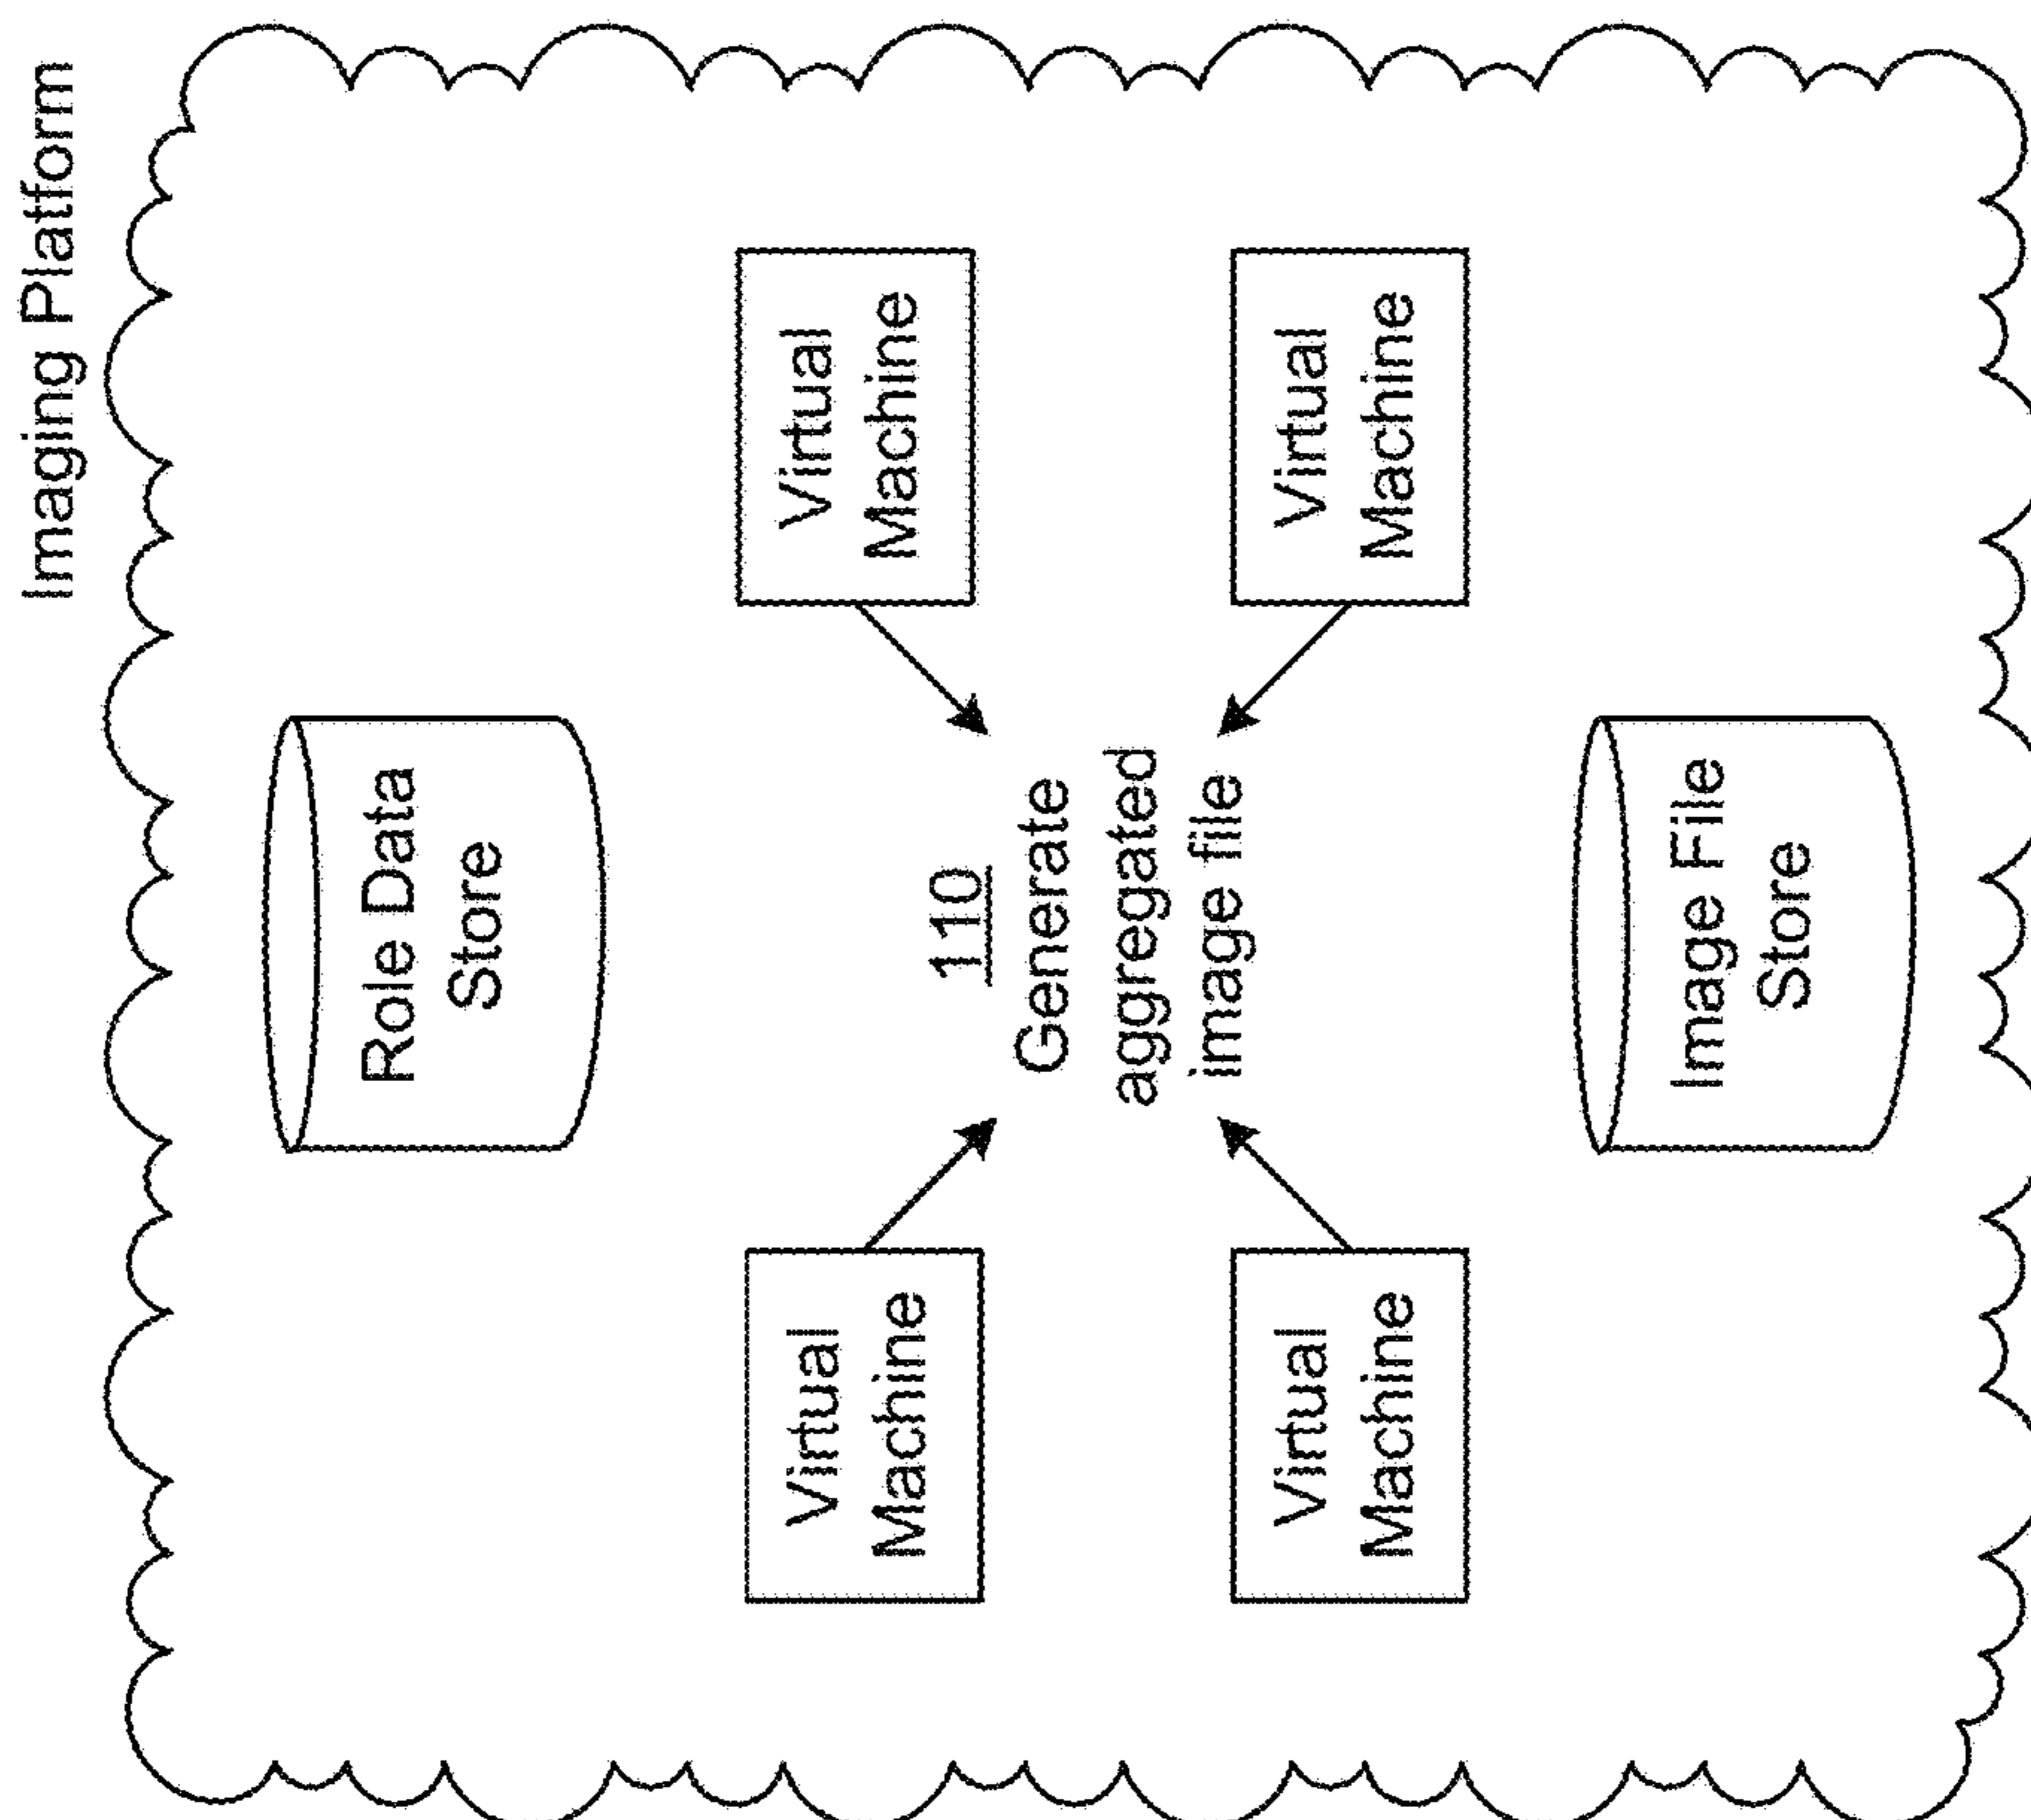 Imaging Platform
Role Data
Store
Virtual
Machine
Virtual
Machine
110
Generate
aggregated
image file
Virtual
Machine
Virtual
Machine
Image File
Store